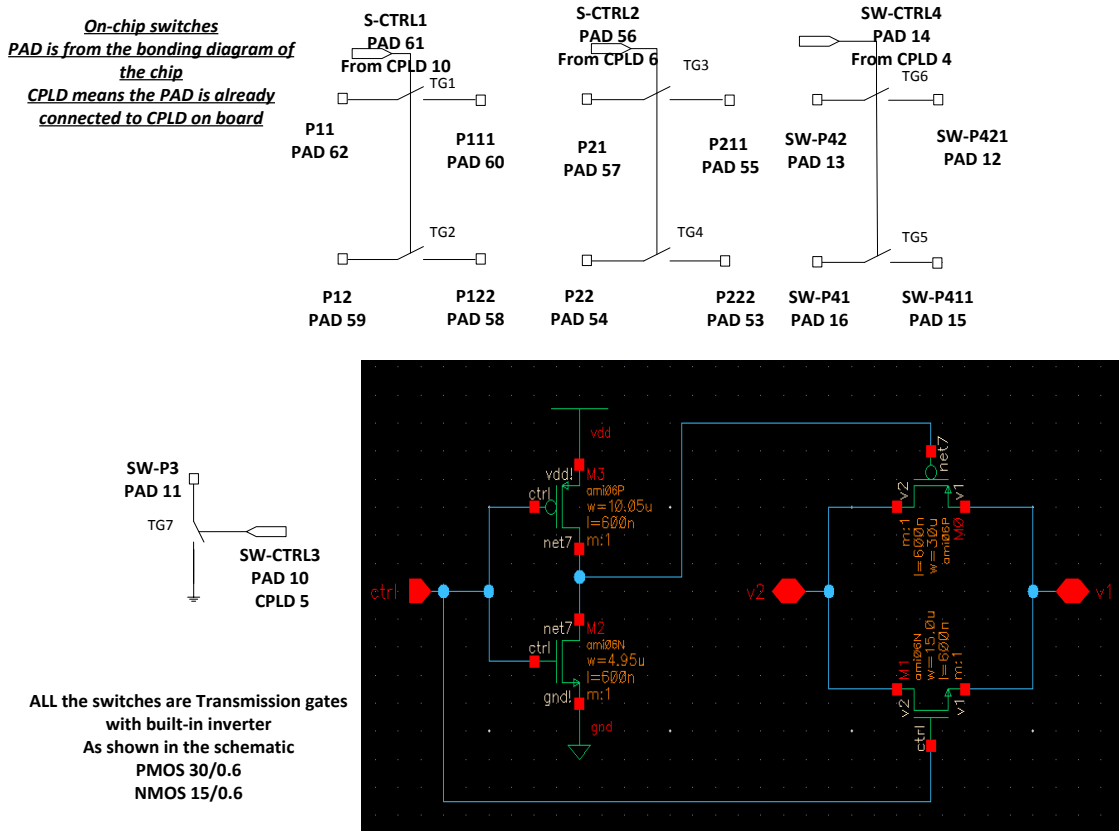 On-chip switches
PAD is from the bonding diagram of
the chip
CPLD means the PAD is already
connected to CPLD on board
S-CTRL1
PAD 61
From CPLD 10
TG1
P11
PAD 62
P111
PAD 60
TG2
P12
PAD 59
P122
PAD 58
S-CTRL2
PAD 56
From CPLD 6
TG3
P21
PAD 57
P211
PAD 55
TG4
P22
PAD 54
P222
PAD 53
SW-CTRL4
PAD 14
From CPLD 4
TG6
SW-P42
PAD 13
SW-P421
PAD 12
TG5
SW-P41
PAD 16
SW-P411
PAD 15
SW-P3
PAD 11
TG7
SW-CTRL3
PAD 10
CPLD 5
ALL the switches are Transmission gates
with built-in inverter
As shown in the schematic
PMOS 30/0.6
NMOS 15/0.6
vdd
vdd!
M3
ctrl
ami06P
w=10.05u
l=600n
m:1
net7
ctrl
net7
M2
ctrl
ami06N
w=4.95u
l=600n
m:1
gnd!
gnd
net7
v2
v1
m:1
l=600n
w=30u
ami06P
M0
v2
v1
M1
ami06N
w=15.0u
l=600n
m:1
v2
v1
ctrl